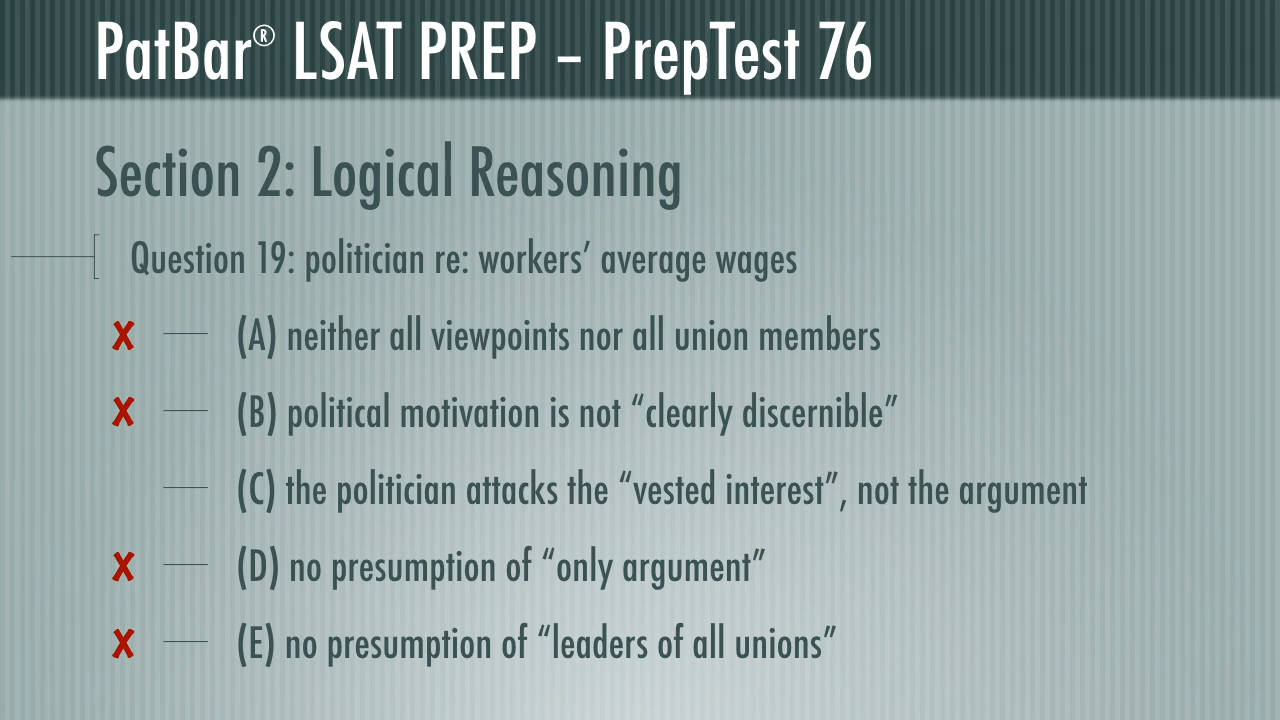 PatBar® LSAT PREP – PrepTest 76
Section 2: Logical Reasoning
Question 19: politician re: workers’ average wages
✘ (A) neither all viewpoints nor all union members
✘ (B) political motivation is not “clearly discernible”
(C) the politician attacks the “vested interest”, not the argument
✘ (D) no presumption of “only argument”
✘ (E) no presumption of “leaders of all unions”